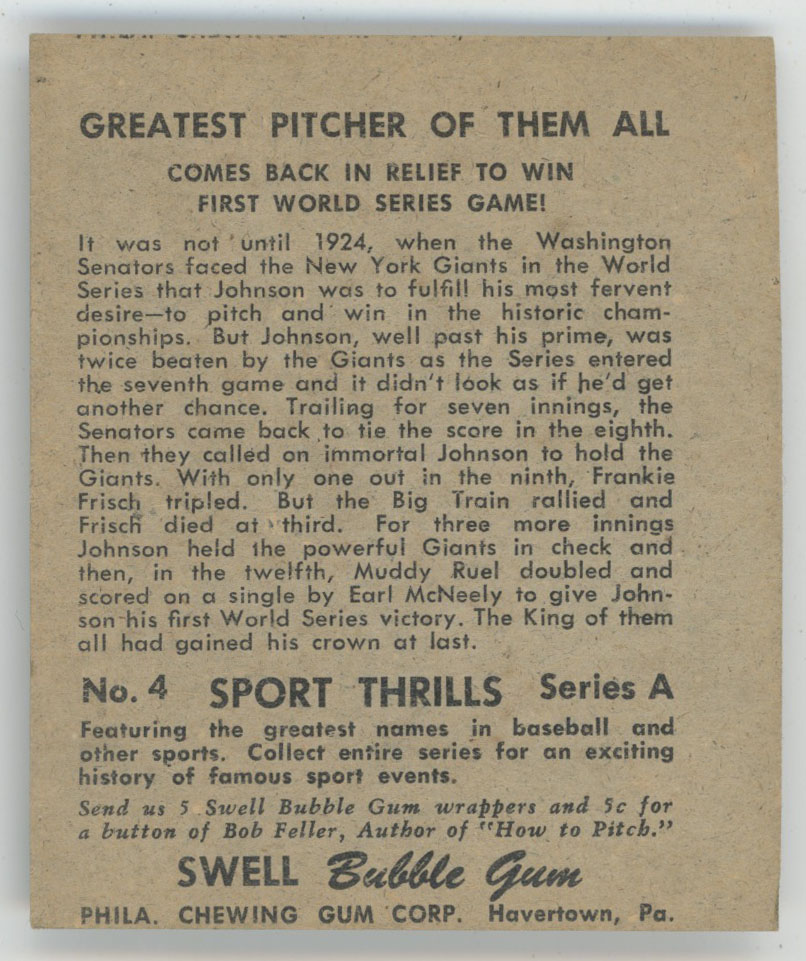 GREATEST PITCHER OF THEM ALL
COMES BACK IN RELIEF TO WIN
FIRST WORLD SERIES GAME!
It was not until 1924, when the Washington
Senators faced the New York Giants in the World
Series that Johnson was to fulfill his most fervent
desire—to pitch and win in the historic cham-
pionships. But Johnson, well past his prime, was
twice beaten by the Giants as the Series entered
the seventh game and it didn't look as if he'd get
another chance. Trailing for seven innings, the
Senators came back to tie the score in the eighth.
Then they called on immortal Johnson to hold the
Giants. With only one out in the ninth, Frankie
Frisch tripled. But the Big Train rallied and
Frisch died at third. For three more innings
Johnson held the powerful Giants in check and
then, in the twelfth, Muddy Ruel doubled and
scored on a single by Earl McNeely to give John-
son his first World Series victory. The King of them
all had gained his crown at last.
No. 4 SPORT THRILLS Series A
Featuring the greatest names in baseball and
other sports. Collect entire series for an exciting
history of famous sport events.
Send us 5 Swell Bubble Gum wrappers and 5c for
a button of Bob Feller, Author of "How to Pitch."
SWELL Bubble Gum
PHILA. CHEWING GUM CORP. Havertown, Pa.